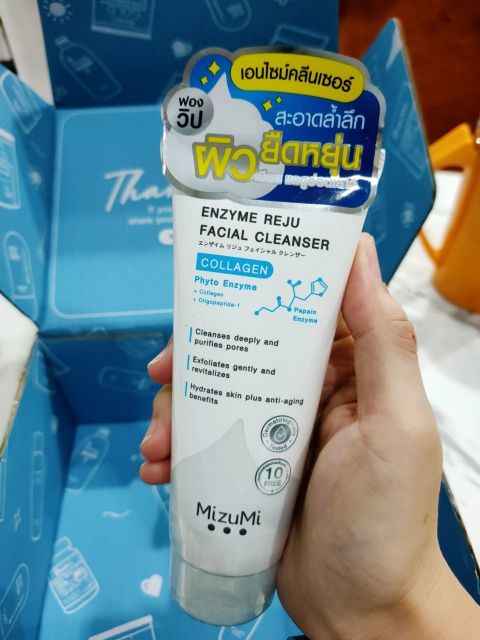 เอนไซม์คลีนเซอร์
ฟอง
วิป
สะอาดล้ำลึก
ผิวยืดหยุ่น
ENZYME REJU
FACIAL CLEANSER
エンザイム リジュ フェイシャル クレンザー
COLLAGEN
Phyto Enzyme
+ Collagen
+ Oligopeptide-1
Papain
Enzyme
Cleanses deeply and
purifies pores
Exfoliates gently and
revitalizes
Hydrates skin plus anti-aging
benefits
Dermatologically
tested
10
FREE
MizuMi